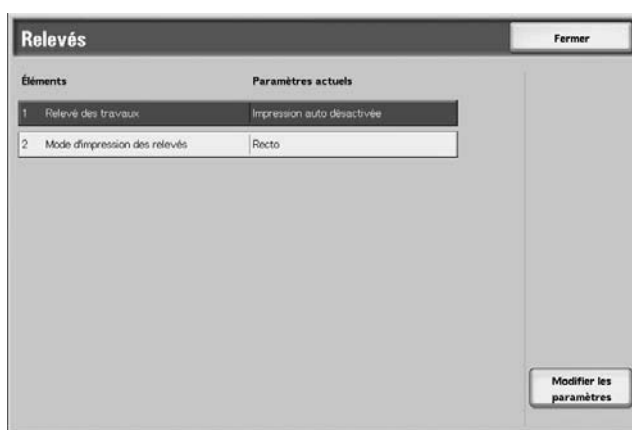 Relevés
Fermer
Éléments Paramètres actuels
1 Relevé des travaux Impression auto désactivée
2 Mode d'impression des relevés Recto
Modifier les
paramètres